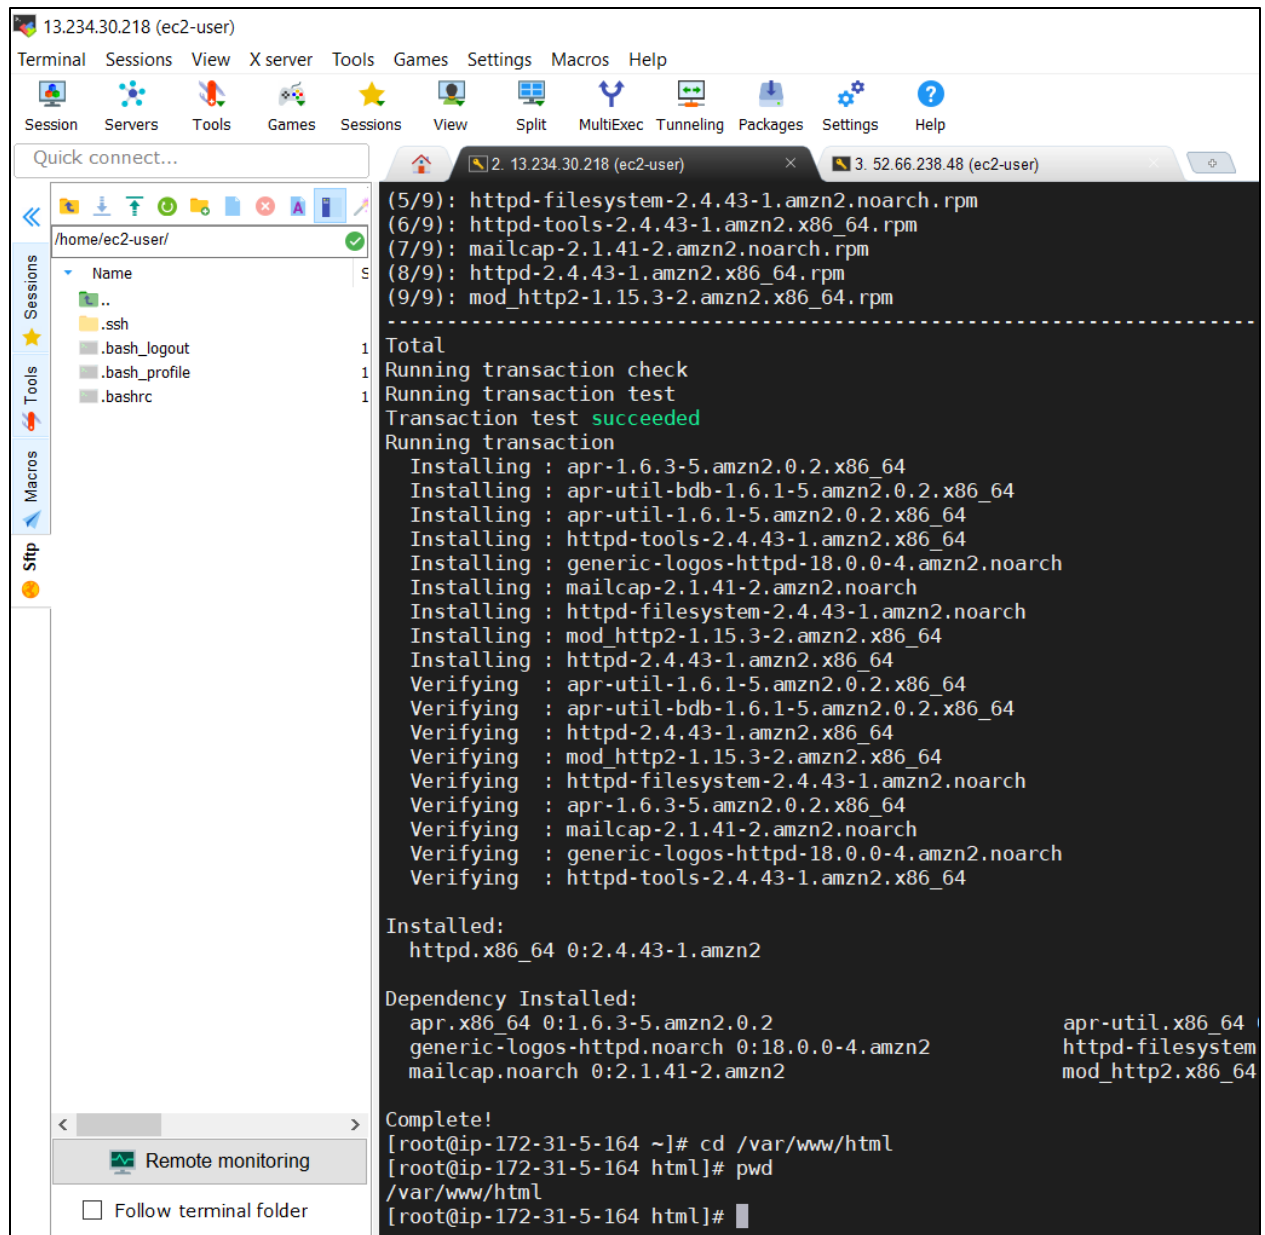 13.234.30.218 (ec2-user)
Terminal Sessions View X server Tools Games Settings Macros Help
Session Servers Tools Games Sessions View Split MultiExec Tunneling Packages Settings Help
Quick connect...
2. 13.234.30.218 (ec2-user)
3. 52.66.238.48 (ec2-user)
Sessions
Tools
Macros
Sftp
/home/ec2-user/
Name S
..
.ssh
.bash_logout 1
.bash_profile 1
.bashrc 1
Remote monitoring
Follow terminal folder
(5/9): httpd-filesystem-2.4.43-1.amzn2.noarch.rpm
(6/9): httpd-tools-2.4.43-1.amzn2.x86_64.rpm
(7/9): mailcap-2.1.41-2.amzn2.noarch.rpm
(8/9): httpd-2.4.43-1.amzn2.x86_64.rpm
(9/9): mod_http2-1.15.3-2.amzn2.x86_64.rpm
------------------------------------------------------------------------
Total
Running transaction check
Running transaction test
Transaction test succeeded
Running transaction
Installing : apr-1.6.3-5.amzn2.0.2.x86_64
Installing : apr-util-bdb-1.6.1-5.amzn2.0.2.x86_64
Installing : apr-util-1.6.1-5.amzn2.0.2.x86_64
Installing : httpd-tools-2.4.43-1.amzn2.x86_64
Installing : generic-logos-httpd-18.0.0-4.amzn2.noarch
Installing : mailcap-2.1.41-2.amzn2.noarch
Installing : httpd-filesystem-2.4.43-1.amzn2.noarch
Installing : mod_http2-1.15.3-2.amzn2.x86_64
Installing : httpd-2.4.43-1.amzn2.x86_64
Verifying : apr-util-1.6.1-5.amzn2.0.2.x86_64
Verifying : apr-util-bdb-1.6.1-5.amzn2.0.2.x86_64
Verifying : httpd-2.4.43-1.amzn2.x86_64
Verifying : mod_http2-1.15.3-2.amzn2.x86_64
Verifying : httpd-filesystem-2.4.43-1.amzn2.noarch
Verifying : apr-1.6.3-5.amzn2.0.2.x86_64
Verifying : mailcap-2.1.41-2.amzn2.noarch
Verifying : generic-logos-httpd-18.0.0-4.amzn2.noarch
Verifying : httpd-tools-2.4.43-1.amzn2.x86_64
Installed:
httpd.x86_64 0:2.4.43-1.amzn2
Dependency Installed:
apr.x86_64 0:1.6.3-5.amzn2.0.2 apr-util.x86_64
generic-logos-httpd.noarch 0:18.0.0-4.amzn2 httpd-filesystem
mailcap.noarch 0:2.1.41-2.amzn2 mod_http2.x86_64
Complete!
[root@ip-172-31-5-164 ~]# cd /var/www/html
[root@ip-172-31-5-164 html]# pwd
/var/www/html
[root@ip-172-31-5-164 html]#